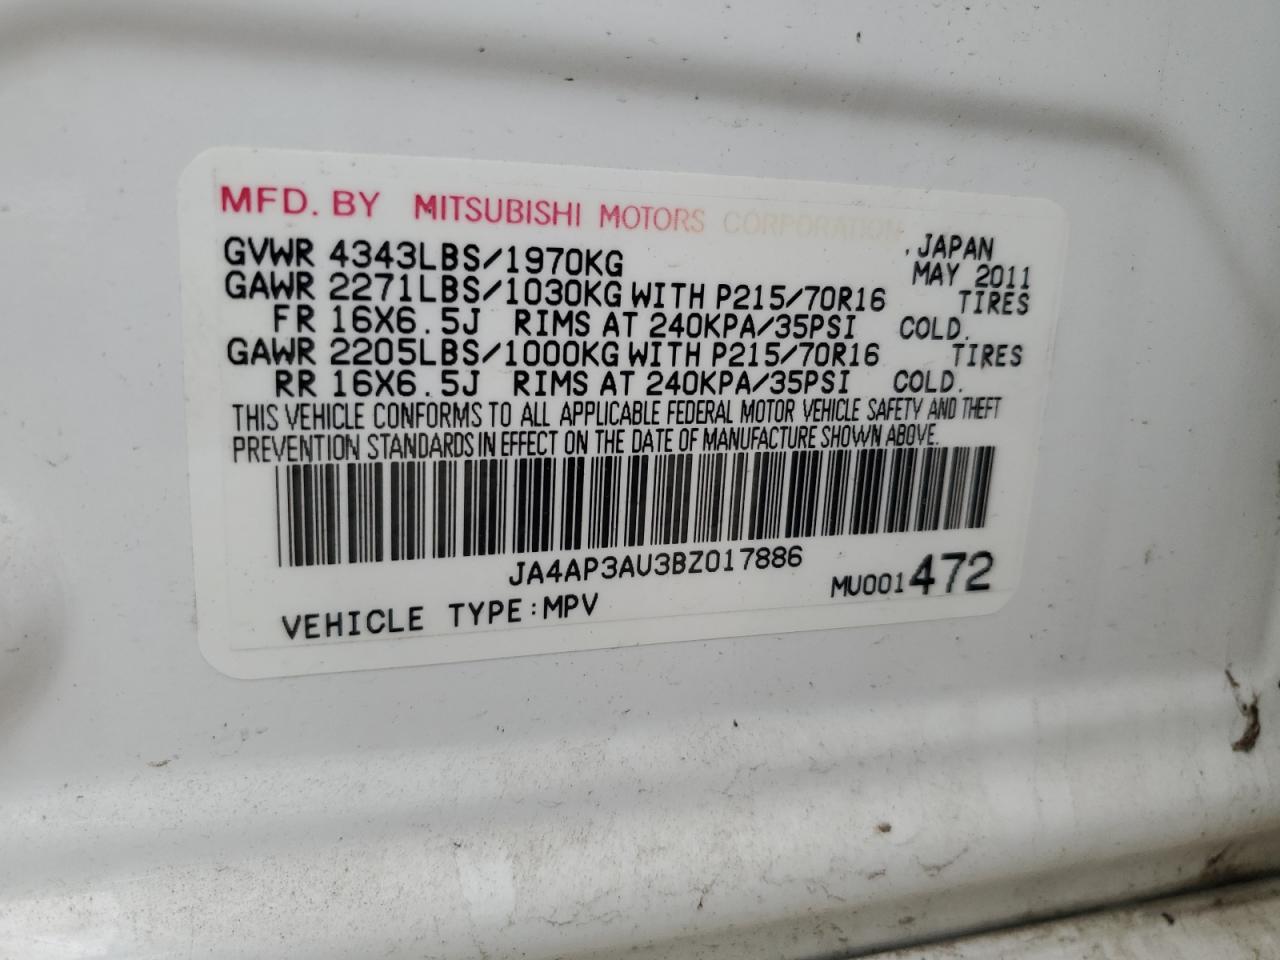 MFD. BY MITSUBISHI MOTORS CORPORATION
GVWR 4343LBS/1970KG , JAPAN
MAY 2011
GAWR 2271LBS/1030KG WITH P215/70R16 TIRES
FR 16X6.5J RIMS AT 240KPA/35PSI COLD.
GAWR 2205LBS/1000KG WITH P215/70R16 TIRES
RR 16X6.5J RIMS AT 240KPA/35PSI COLD.
THIS VEHICLE CONFORMS TO ALL APPLICABLE FEDERAL MOTOR VEHICLE SAFETY AND THEFT
PREVENTION STANDARDS IN EFFECT ON THE DATE OF MANUFACTURE SHOWN ABOVE.
JA4AP3AU3BZ017886
MU001472
VEHICLE TYPE:MPV